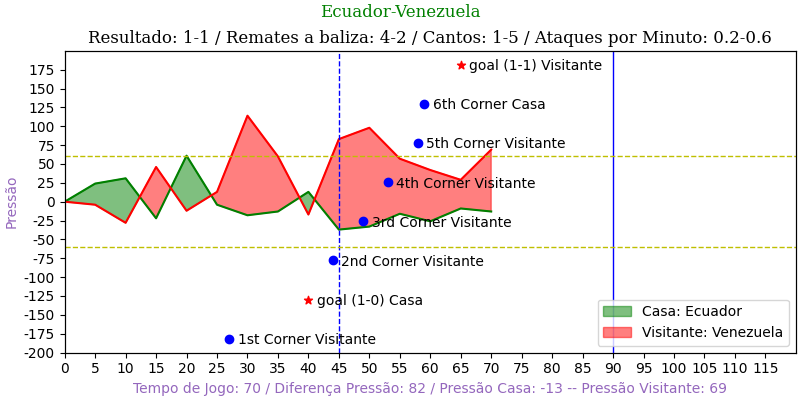 Ecuador-Venezuela
Resultado: 1-1 / Remates a baliza: 4-2 / Cantos: 1-5 / Ataques por Minuto: 0.2-0.6
175
150
125
100
75
50
25
0
-25
-50
-75
-100
-125
-150
-175
-200
Pressão
goal (1-1) Visitante
6th Corner Casa
5th Corner Visitante
4th Corner Visitante
3rd Corner Visitante
2nd Corner Visitante
goal (1-0) Casa
1st Corner Visitante
Casa: Ecuador
Visitante: Venezuela
0 5 10 15 20 25 30 35 40 45 50 55 60 65 70 75 80 85 90 95 100 105 110 115
Tempo de Jogo: 70 / Diferença Pressão: 82 / Pressão Casa: -13 -- Pressão Visitante: 69